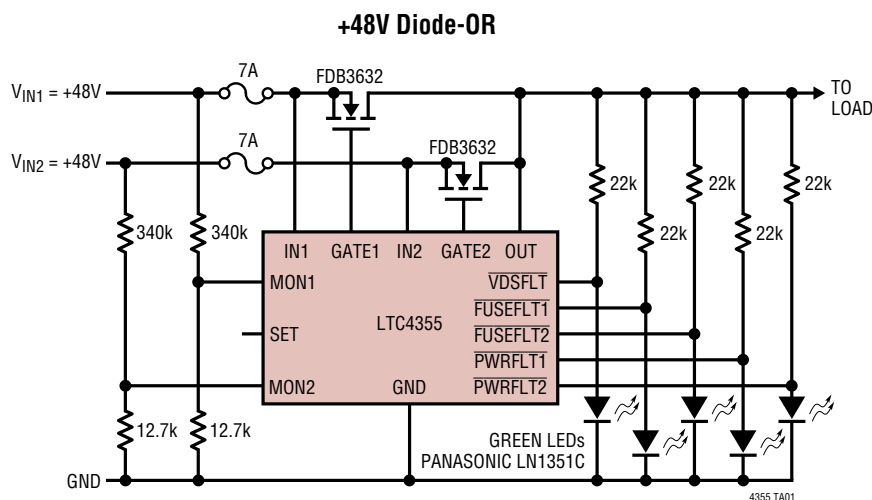 +48V Diode-OR
7A
FDB3632
VIN1 = +48V
TO
LOAD
7A
FDB3632
VIN2 = +48V
22k
22k
22k
340k
340k
22k
22k
IN1
GATE1
IN2
GATE2
OUT
MON1
VDSFLT
FUSEFLT1
LTC4355
SET
FUSEFLT2
PWRFLT1
MON2
GND
PWRFLT2
12.7k
12.7k
GREEN LEDs
PANASONIC LN1351C
GND
4355 TA01